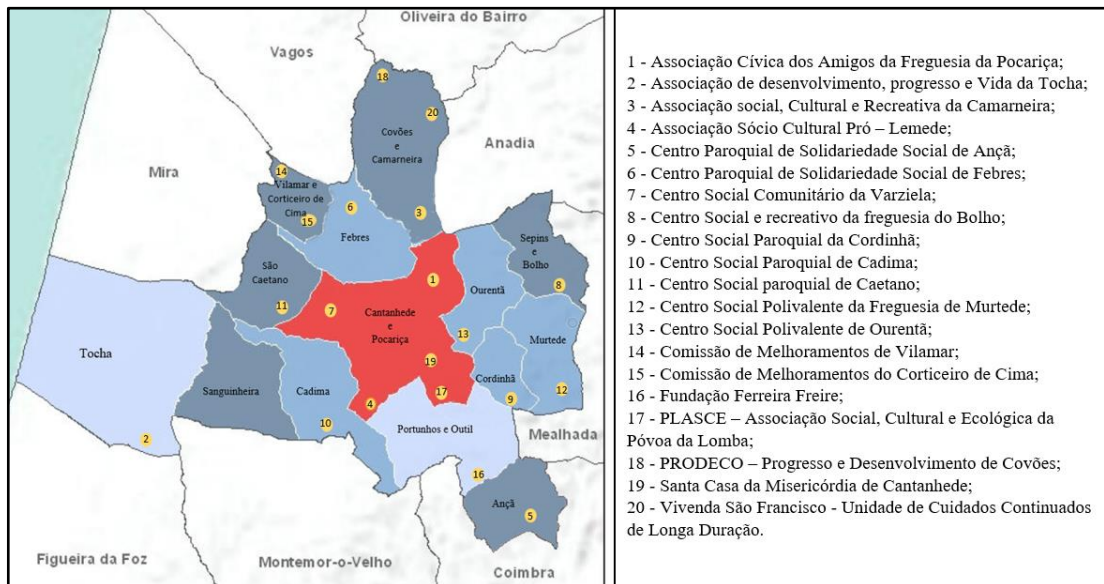 Oliveira do Bairro
Vagos
18
20
Covões
e
Camarneira
Anadia
Mira
14
Vilamar e
Corticeiro de
Cima
15
6
Febres
3
Sepins
e
Bolho
8
São
Caetano
11
1
7
Cantanhede
e
Pocariça
Ourentã
13
Murtede
12
Tocha
2
Sanguinheira
Cadima
10
19
17
4
Cordinhã
9
Portunhos e Outil
16
Mealhada
Ançã
5
Figueira da Foz
Montemor-o-Velho
Coimbra
1 - Associação Cívica dos Amigos da Freguesia da Pocariça;
2 - Associação de desenvolvimento, progresso e Vida da Tocha;
3 - Associação social, Cultural e Recreativa da Camarneira;
4 - Associação Sócio Cultural Pró – Lemede;
5 - Centro Paroquial de Solidariedade Social de Ançã;
6 - Centro Paroquial de Solidariedade Social de Febres;
7 - Centro Social Comunitário da Varziela;
8 - Centro Social e recreativo da freguesia do Bolho;
9 - Centro Social Paroquial da Cordinhã;
10 - Centro Social Paroquial de Cadima;
11 - Centro Social paroquial de Caetano;
12 - Centro Social Polivalente da Freguesia de Murtede;
13 - Centro Social Polivalente de Ourentã;
14 - Comissão de Melhoramentos de Vilamar;
15 - Comissão de Melhoramentos do Corticeiro de Cima;
16 - Fundação Ferreira Freire;
17 - PLASCE – Associação Social, Cultural e Ecológica da
Póvoa da Lomba;
18 - PRODECO – Progresso e Desenvolvimento de Covões;
19 - Santa Casa da Misericórdia de Cantanhede;
20 - Vivenda São Francisco - Unidade de Cuidados Continuados
de Longa Duração.